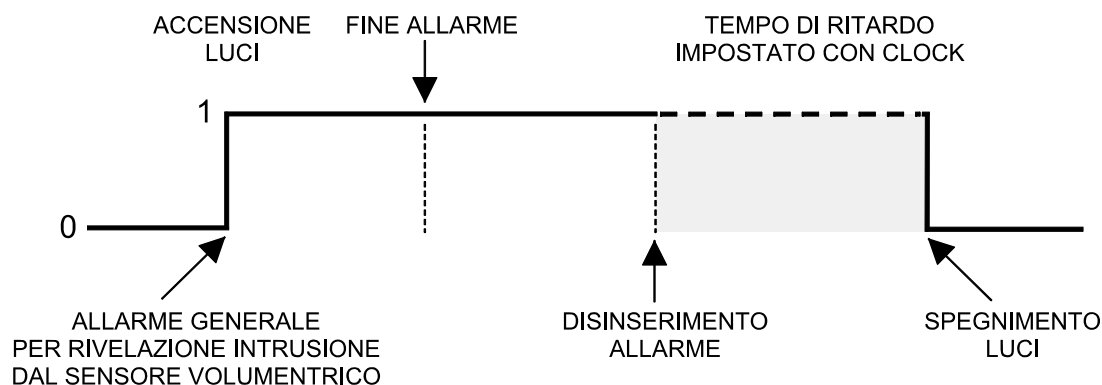 ACCENSIONE
LUCI
FINE ALLARME
TEMPO DI RITARDO
IMPOSTATO CON CLOCK
1
0
ALLARME GENERALE
PER RIVELAZIONE INTRUSIONE
DAL SENSORE VOLUMENTRICO
DISINSERIMENTO
ALLARME
SPEGNIMENTO
LUCI